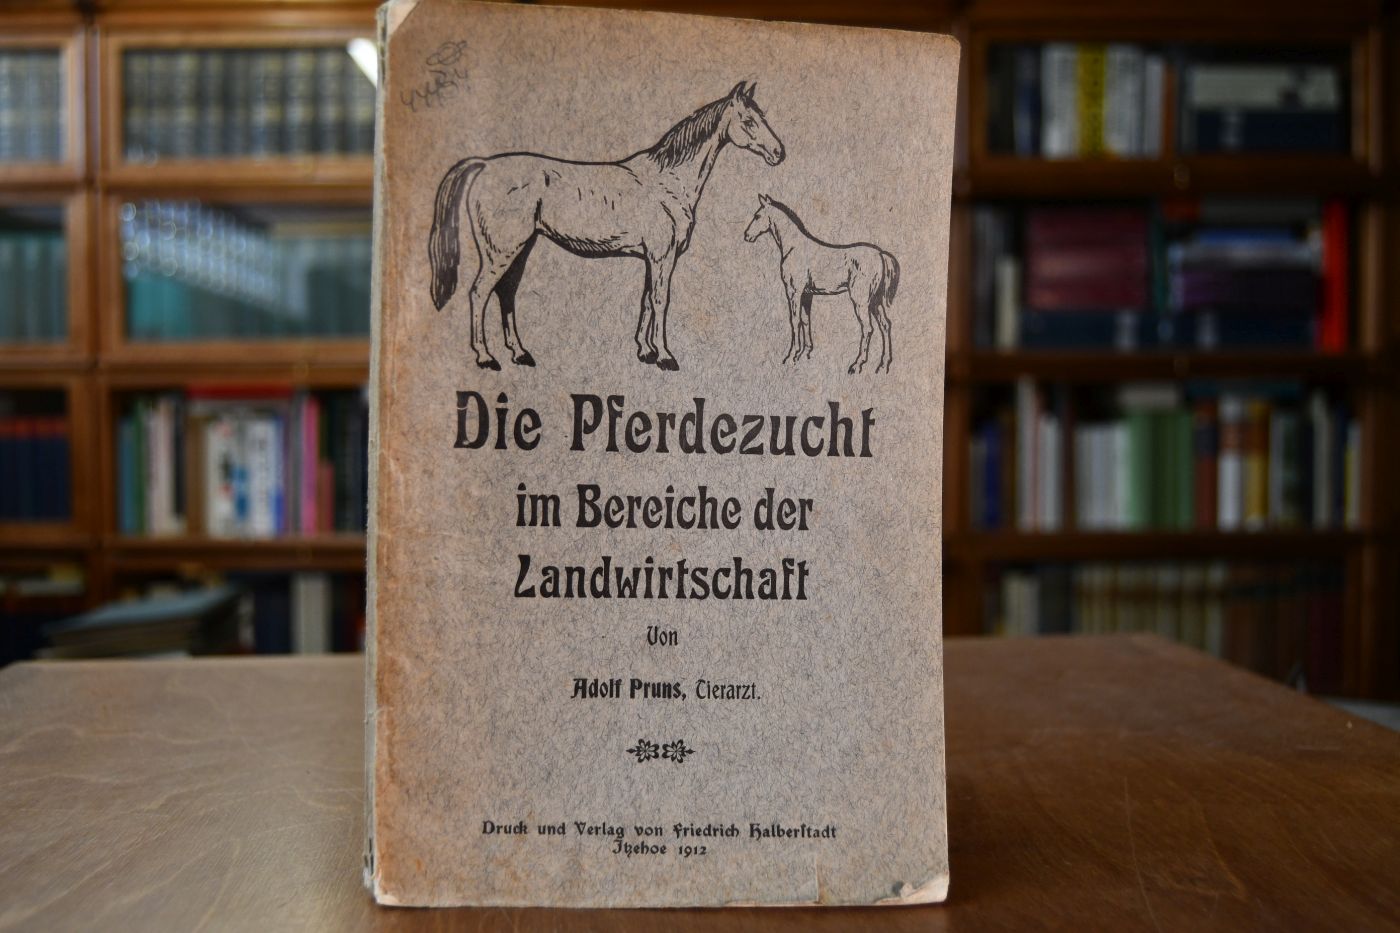 Die Pferdezucht
im Bereiche der
Landwirtschaft
Von
Adolf Pruns, Tierarzt.
Druck und Verlag von Friedrich Halberſtadt
Itzehoe 1912